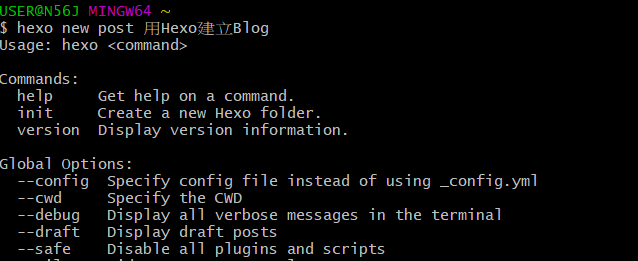 USER@N56J MINGW64 ~
$ hexo new post 用Hexo建立Blog
Usage: hexo <command>
Commands:
help Get help on a command.
init Create a new Hexo folder.
version Display version information.
Global Options:
--config Specify config file instead of using _config.yml
--cwd Specify the CWD
--debug Display all verbose messages in the terminal
--draft Display draft posts
--safe Disable all plugins and scripts